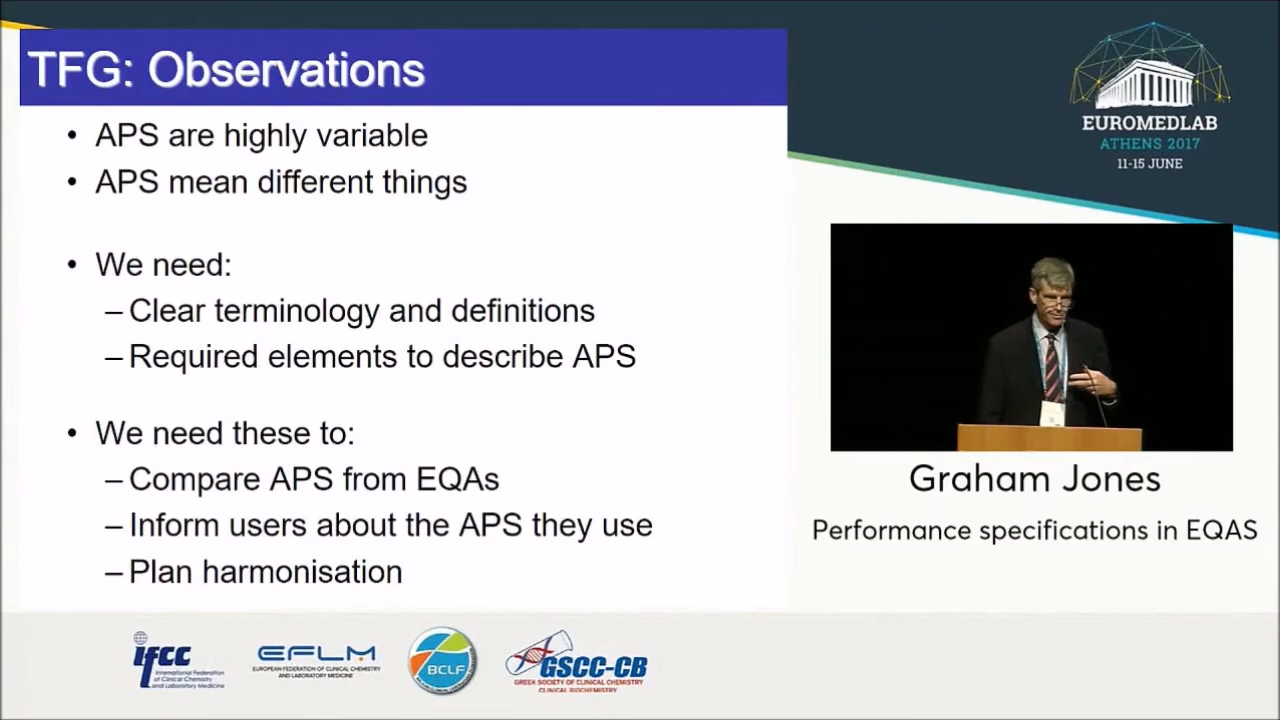 TFG: Observations
• APS are highly variable
• APS mean different things
• We need:
– Clear terminology and definitions
– Required elements to describe APS
• We need these to:
– Compare APS from EQAs
– Inform users about the APS they use
– Plan harmonisation
EUROMEDLAB
ATHENS 2017
11-15 JUNE
Graham Jones
Performance specifications in EQAS
ifcc
International Federation
of Clinical Chemistry
and Laboratory Medicine
EFLM
EUROPEAN FEDERATION OF CLINICAL CHEMISTRY
AND LABORATORY MEDICINE
BCLF
GSCC-CB
GREEK SOCIETY OF CLINICAL CHEMISTRY
CLINICAL BIOCHEMISTRY